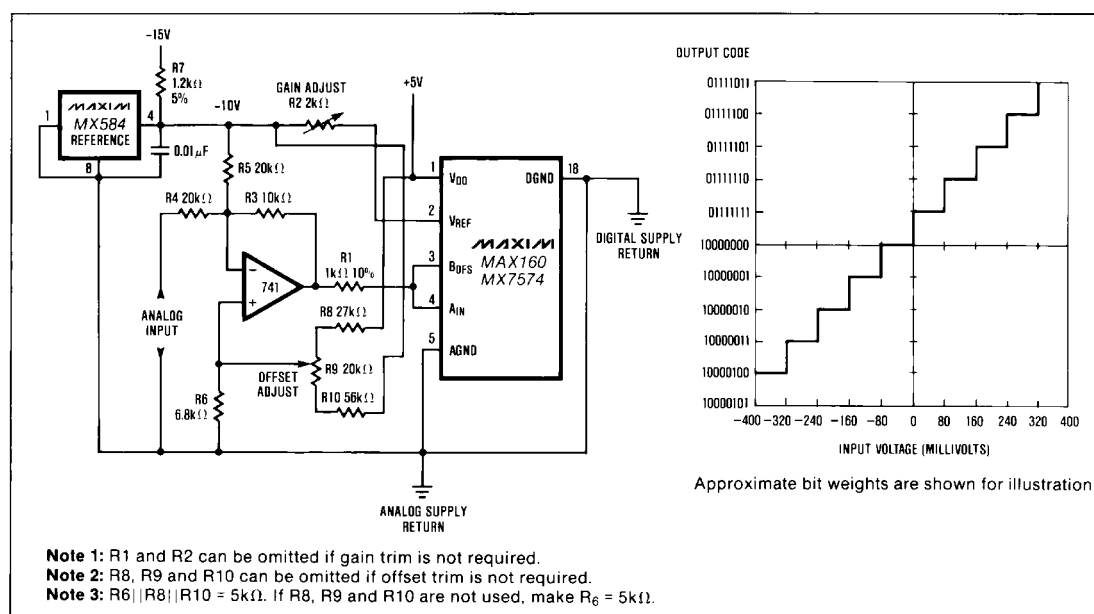 -15V
R7
1.2kΩ
5%
MAXIM
MX584
REFERENCE
1
4
8
0.01µF
-10V
GAIN ADJUST
R2 2kΩ
+5V
R5 20kΩ
R4 20kΩ
R3 10kΩ
741
R1
1kΩ 10%
R8 27kΩ
R9 20kΩ
R10 56kΩ
OFFSET
ADJUST
ANALOG
INPUT
R6
6.8kΩ
1
VDD
2
VREF
3
BOFS
4
AIN
5
AGND
DGND
18
MAXIM
MAX160
MX7574
DIGITAL SUPPLY
RETURN
ANALOG SUPPLY
RETURN
OUTPUT CODE
01111011
01111100
01111101
01111110
01111111
10000000
10000001
10000010
10000011
10000100
10000101
-400 -320 -240 -160 -80 0 80 160 240 320 400
INPUT VOLTAGE (MILLIVOLTS)
Approximate bit weights are shown for illustration
Note 1: R1 and R2 can be omitted if gain trim is not required.
Note 2: R8, R9 and R10 can be omitted if offset trim is not required.
Note 3: R6||R8||R10 = 5kΩ. If R8, R9 and R10 are not used, make R6 = 5kΩ.